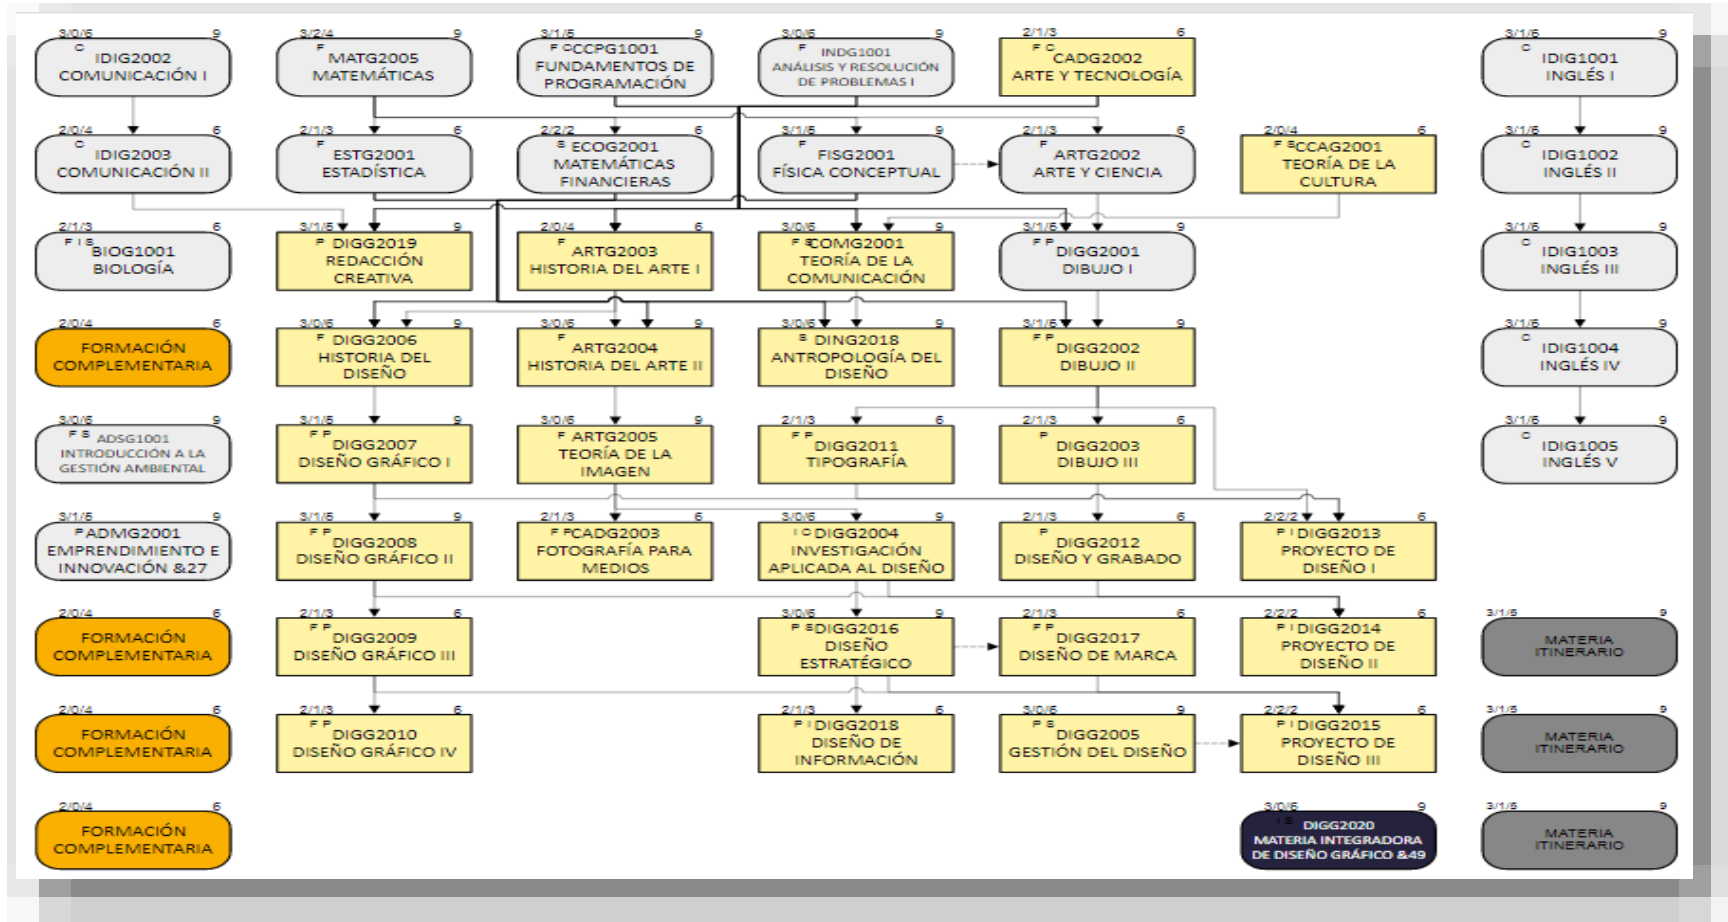 3/0/6 9 3/2/4 9 3/1/5 9 3/0/6 9 2/1/3 6 3/1/5 9
C
IDIG2002
COMUNICACIÓN I
F
MATG2005
MATEMÁTICAS
F C
CCPG1001
FUNDAMENTOS DE
PROGRAMACIÓN
F
INDG1001
ANÁLISIS Y RESOLUCIÓN
DE PROBLEMAS I
F C
CADG2002
ARTE Y TECNOLOGÍA
C
IDIG1001
INGLÉS I
2/0/4 6 2/1/3 6 2/2/2 6 3/1/5 9 2/1/3 6 2/0/4 6 3/1/5 9
C
IDIG2003
COMUNICACIÓN II
F
ESTG2001
ESTADÍSTICA
S
ECOG2001
MATEMÁTICAS
FINANCIERAS
F
FISG2001
FÍSICA CONCEPTUAL
F
ARTG2002
ARTE Y CIENCIA
F S
CCAG2001
TEORÍA DE LA
CULTURA
C
IDIG1002
INGLÉS II
2/1/3 6 3/1/5 9 2/0/4 6 3/0/6 9 3/1/5 9 3/1/5 9
F I S
BIOG1001
BIOLOGÍA
P
DIGG2019
REDACCIÓN
CREATIVA
F
ARTG2003
HISTORIA DEL ARTE I
F S
COMG2001
TEORÍA DE LA
COMUNICACIÓN
F P
DIGG2001
DIBUJO I
C
IDIG1003
INGLÉS III
2/0/4 6 3/0/6 9 3/0/6 9 3/0/6 9 3/1/5 9 3/1/5 9
FORMACIÓN
COMPLEMENTARIA
F
DIGG2006
HISTORIA DEL
DISEÑO
F
ARTG2004
HISTORIA DEL ARTE II
S
DING2018
ANTROPOLOGÍA DEL
DISEÑO
F P
DIGG2002
DIBUJO II
C
IDIG1004
INGLÉS IV
3/0/6 9 3/1/5 9 3/0/6 9 2/1/3 6 2/1/3 6 3/1/5 9
F S
ADSG1001
INTRODUCCIÓN A LA
GESTIÓN AMBIENTAL
F P
DIGG2007
DISEÑO GRÁFICO I
F
ARTG2005
TEORÍA DE LA
IMAGEN
F P
DIGG2011
TIPOGRAFÍA
P
DIGG2003
DIBUJO III
C
IDIG1005
INGLÉS V
3/1/5 9 3/1/5 9 2/1/3 6 3/0/6 9 2/1/3 6 2/2/2 6
P
ADMG2001
EMPRENDIMIENTO E
INNOVACIÓN &27
F P
DIGG2008
DISEÑO GRÁFICO II
F P
CADG2003
FOTOGRAFÍA PARA
MEDIOS
I C
DIGG2004
INVESTIGACIÓN
APLICADA AL DISEÑO
P
DIGG2012
DISEÑO Y GRABADO
P I
DIGG2013
PROYECTO DE
DISEÑO I
2/0/4 6 2/1/3 6 3/0/6 9 2/1/3 6 2/2/2 6 3/1/5 9
FORMACIÓN
COMPLEMENTARIA
F P
DIGG2009
DISEÑO GRÁFICO III
P S
DIGG2016
DISEÑO
ESTRATÉGICO
F P
DIGG2017
DISEÑO DE MARCA
P I
DIGG2014
PROYECTO DE
DISEÑO II
MATERIA
ITINERARIO
2/0/4 6 2/1/3 6 2/1/3 6 3/0/6 9 2/2/2 6 3/1/5 9
FORMACIÓN
COMPLEMENTARIA
F P
DIGG2010
DISEÑO GRÁFICO IV
P I
DIGG2018
DISEÑO DE
INFORMACIÓN
P S
DIGG2005
GESTIÓN DEL DISEÑO
P I
DIGG2015
PROYECTO DE
DISEÑO III
MATERIA
ITINERARIO
2/0/4 6 3/0/6 9 3/1/5 9
FORMACIÓN
COMPLEMENTARIA
I S
DIGG2020
MATERIA INTEGRADORA
DE DISEÑO GRÁFICO &49
MATERIA
ITINERARIO